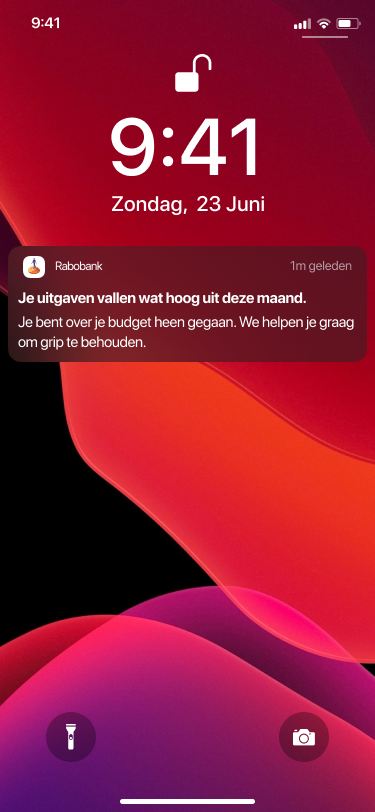 9:41
9:41
Zondag, 23 Juni
Rabobank
1m geleden
Je uitgaven vallen wat hoog uit deze maand.
Je bent over je budget heen gegaan. We helpen je graag
om grip te behouden.